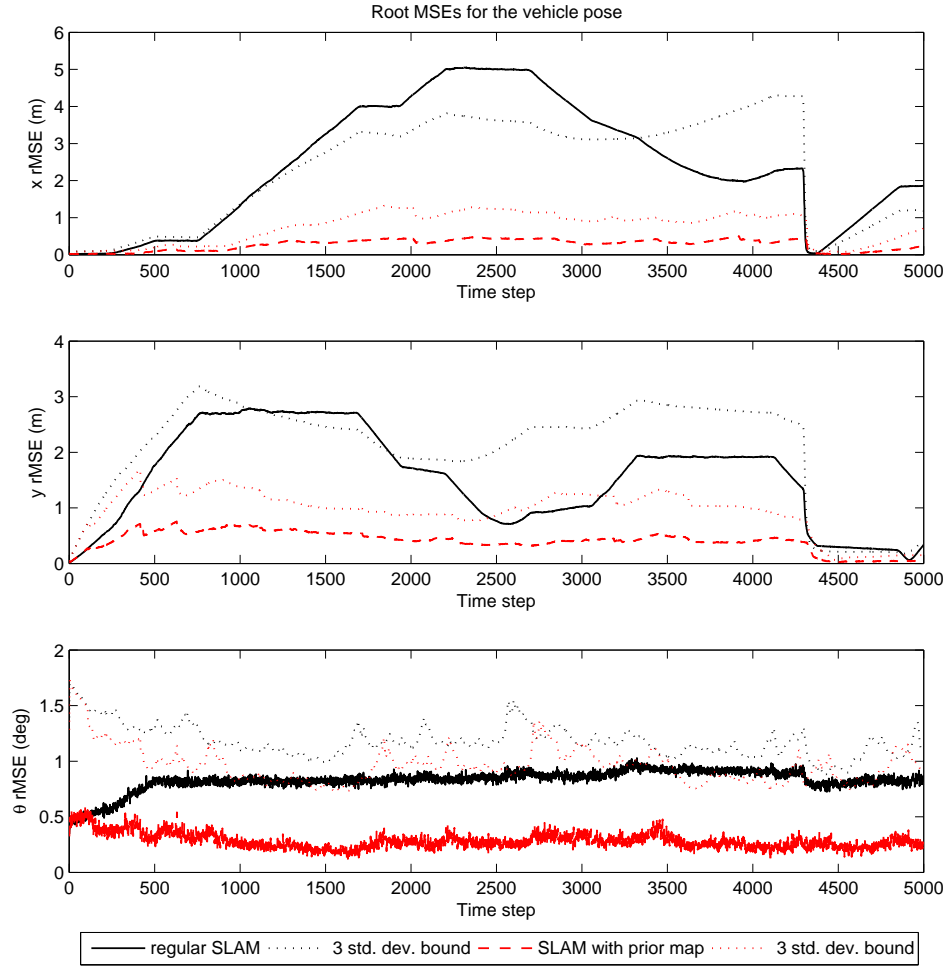 Root MSEs for the vehicle pose
6
5
4
3
2
1
0
x rMSE (m)
0 500 1000 1500 2000 2500 3000 3500 4000 4500 5000
Time step
4
3
2
1
0
y rMSE (m)
0 500 1000 1500 2000 2500 3000 3500 4000 4500 5000
Time step
2
1.5
1
0.5
0
θ rMSE (deg)
0 500 1000 1500 2000 2500 3000 3500 4000 4500 5000
Time step
regular SLAM 3 std. dev. bound SLAM with prior map 3 std. dev. bound